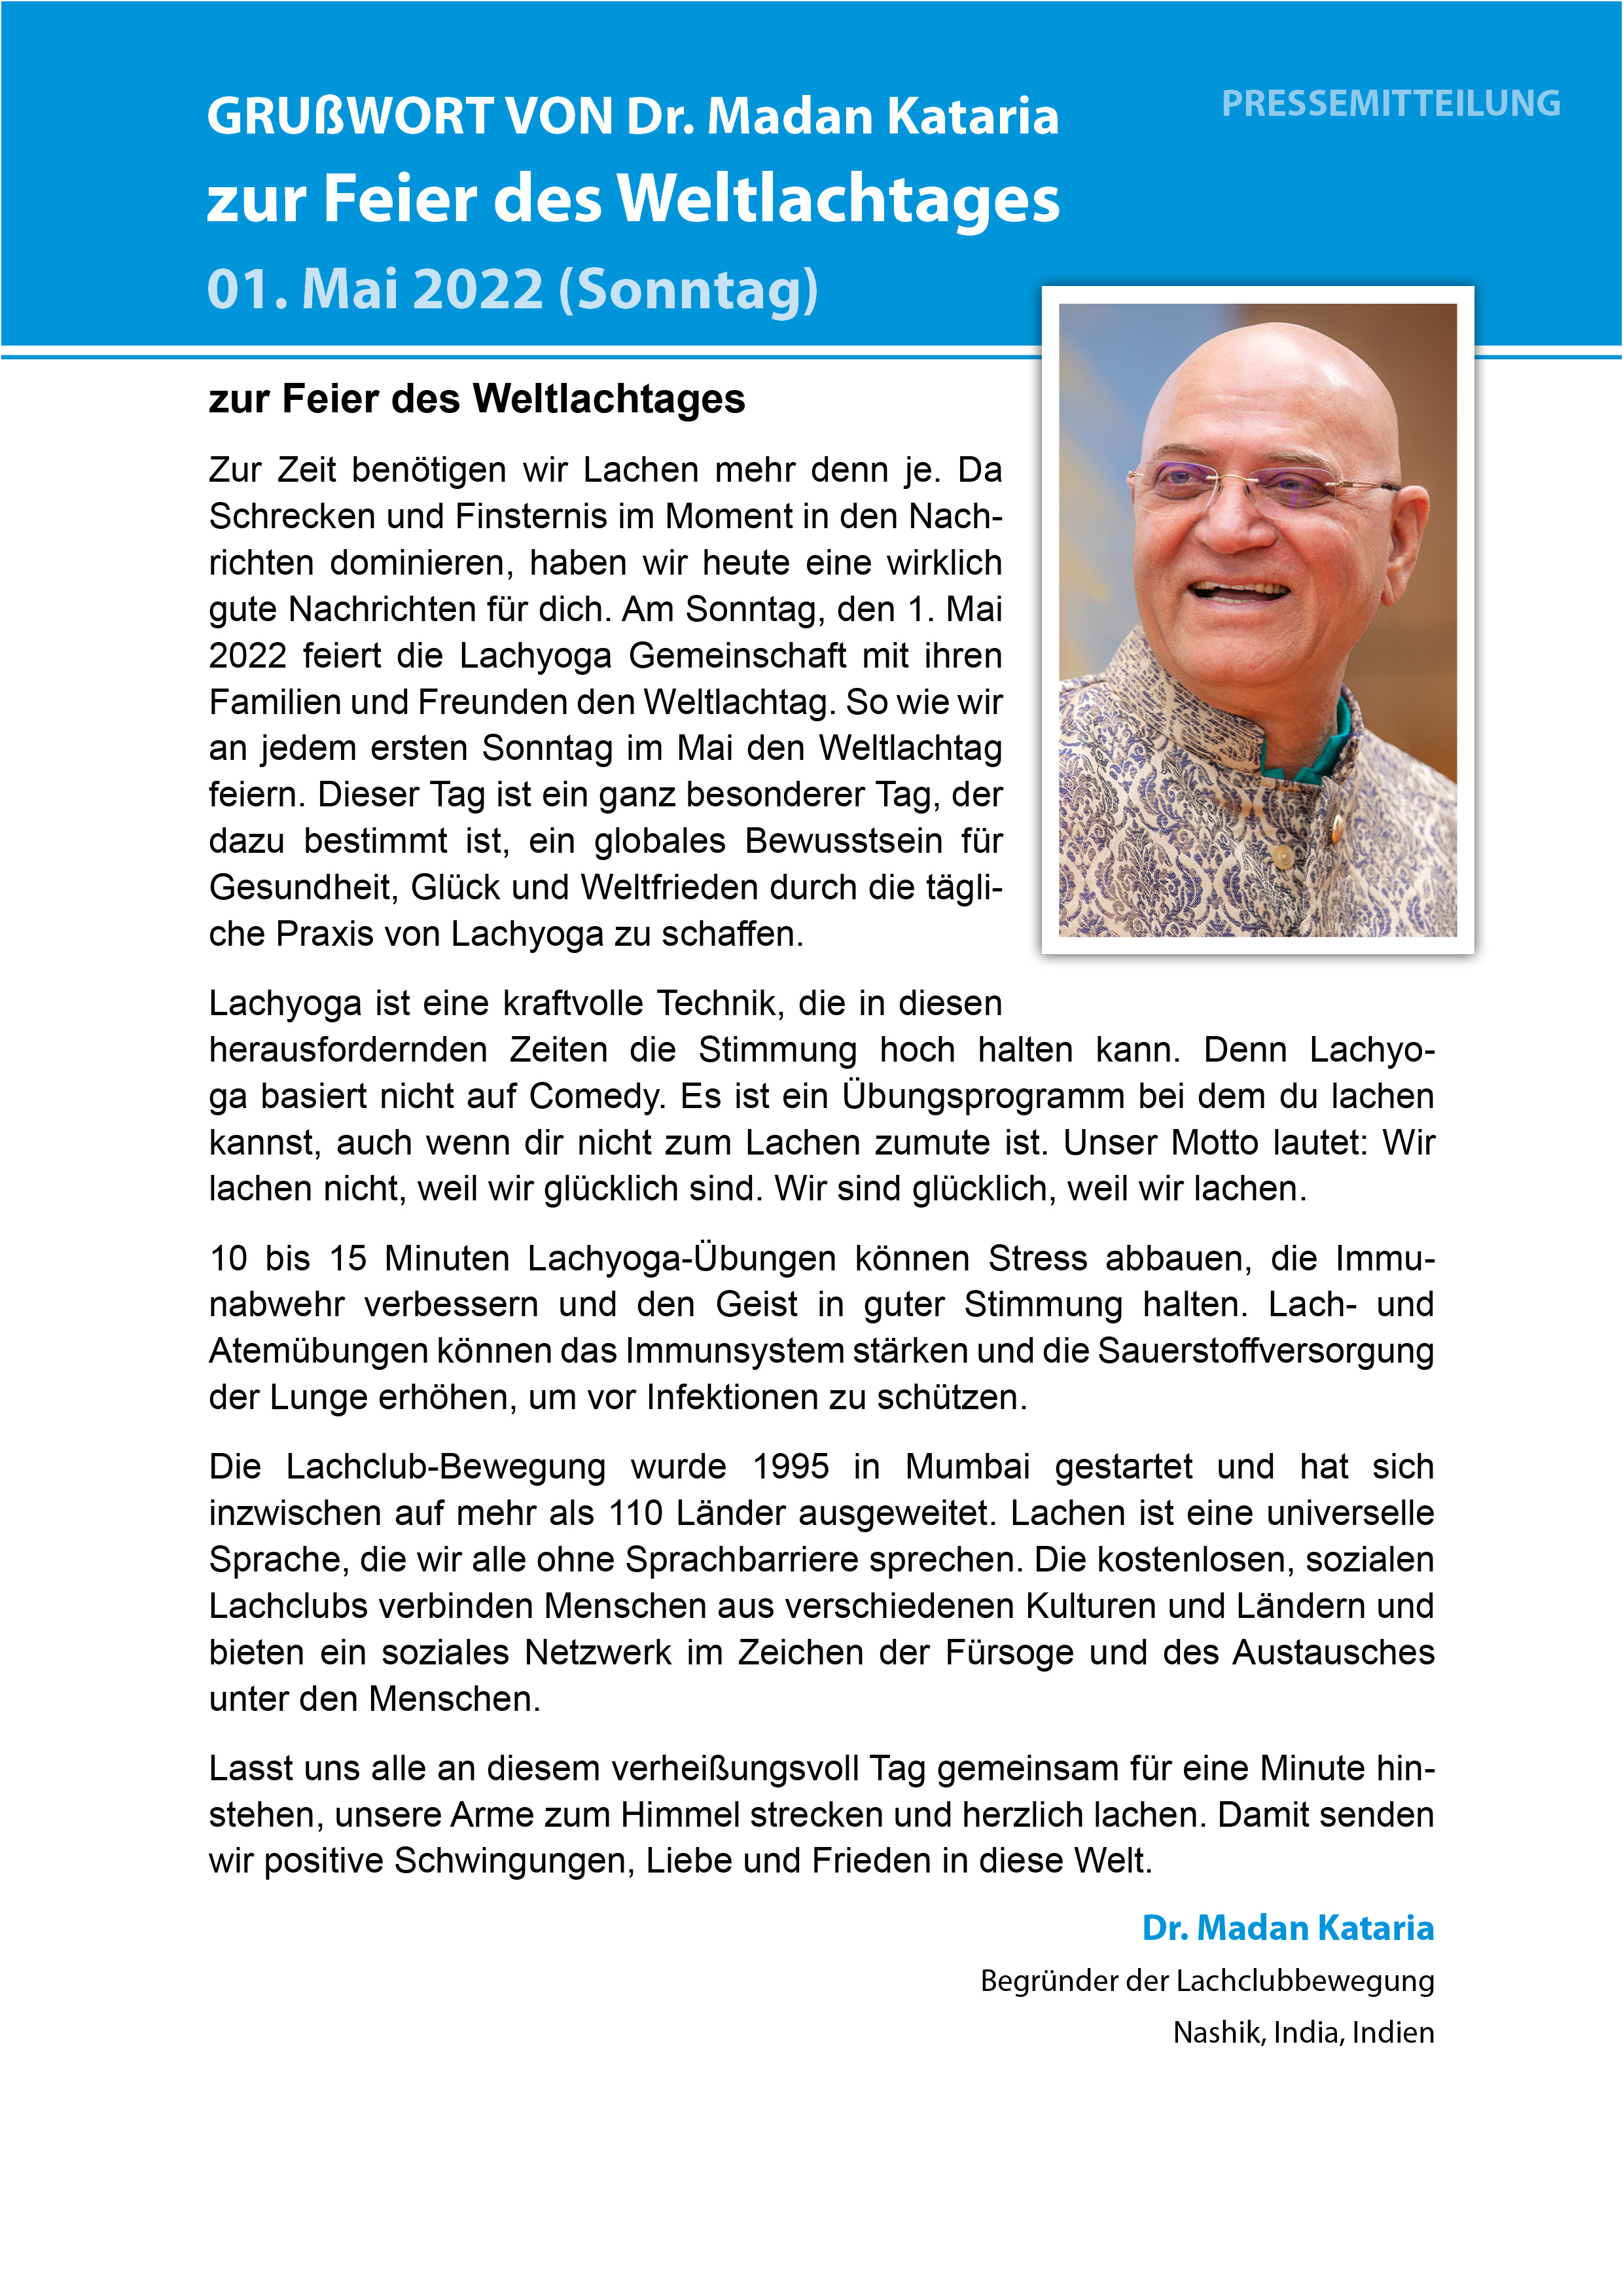 GRUßWORT VON Dr. Madan Kataria
PRESSEMITTEILUNG
zur Feier des Weltlachtages
01. Mai 2022 (Sonntag)
zur Feier des Weltlachtages
Zur Zeit benötigen wir Lachen mehr denn je. Da
Schrecken und Finsternis im Moment in den Nach-
richten dominieren, haben wir heute eine wirklich
gute Nachrichten für dich. Am Sonntag, den 1. Mai
2022 feiert die Lachyoga Gemeinschaft mit ihren
Familien und Freunden den Weltlachtag. So wie wir
an jedem ersten Sonntag im Mai den Weltlachtag
feiern. Dieser Tag ist ein ganz besonderer Tag, der
dazu bestimmt ist, ein globales Bewusstsein für
Gesundheit, Glück und Weltfrieden durch die tägli-
che Praxis von Lachyoga zu schaffen.
Lachyoga ist eine kraftvolle Technik, die in diesen
herausfordernden Zeiten die Stimmung hoch halten kann. Denn Lachyo-
ga basiert nicht auf Comedy. Es ist ein Übungsprogramm bei dem du lachen
kannst, auch wenn dir nicht zum Lachen zumute ist. Unser Motto lautet: Wir
lachen nicht, weil wir glücklich sind. Wir sind glücklich, weil wir lachen.
10 bis 15 Minuten Lachyoga-Übungen können Stress abbauen, die Immu-
nabwehr verbessern und den Geist in guter Stimmung halten. Lach- und
Atemübungen können das Immunsystem stärken und die Sauerstoffversorgung
der Lunge erhöhen, um vor Infektionen zu schützen.
Die Lachclub-Bewegung wurde 1995 in Mumbai gestartet und hat sich
inzwischen auf mehr als 110 Länder ausgeweitet. Lachen ist eine universelle
Sprache, die wir alle ohne Sprachbarriere sprechen. Die kostenlosen, sozialen
Lachclubs verbinden Menschen aus verschiedenen Kulturen und Ländern und
bieten ein soziales Netzwerk im Zeichen der Fürsoge und des Austausches
unter den Menschen.
Lasst uns alle an diesem verheißungsvoll Tag gemeinsam für eine Minute hin-
stehen, unsere Arme zum Himmel strecken und herzlich lachen. Damit senden
wir positive Schwingungen, Liebe und Frieden in diese Welt.
Dr. Madan Kataria
Begründer der Lachclubbewegung
Nashik, India, Indien